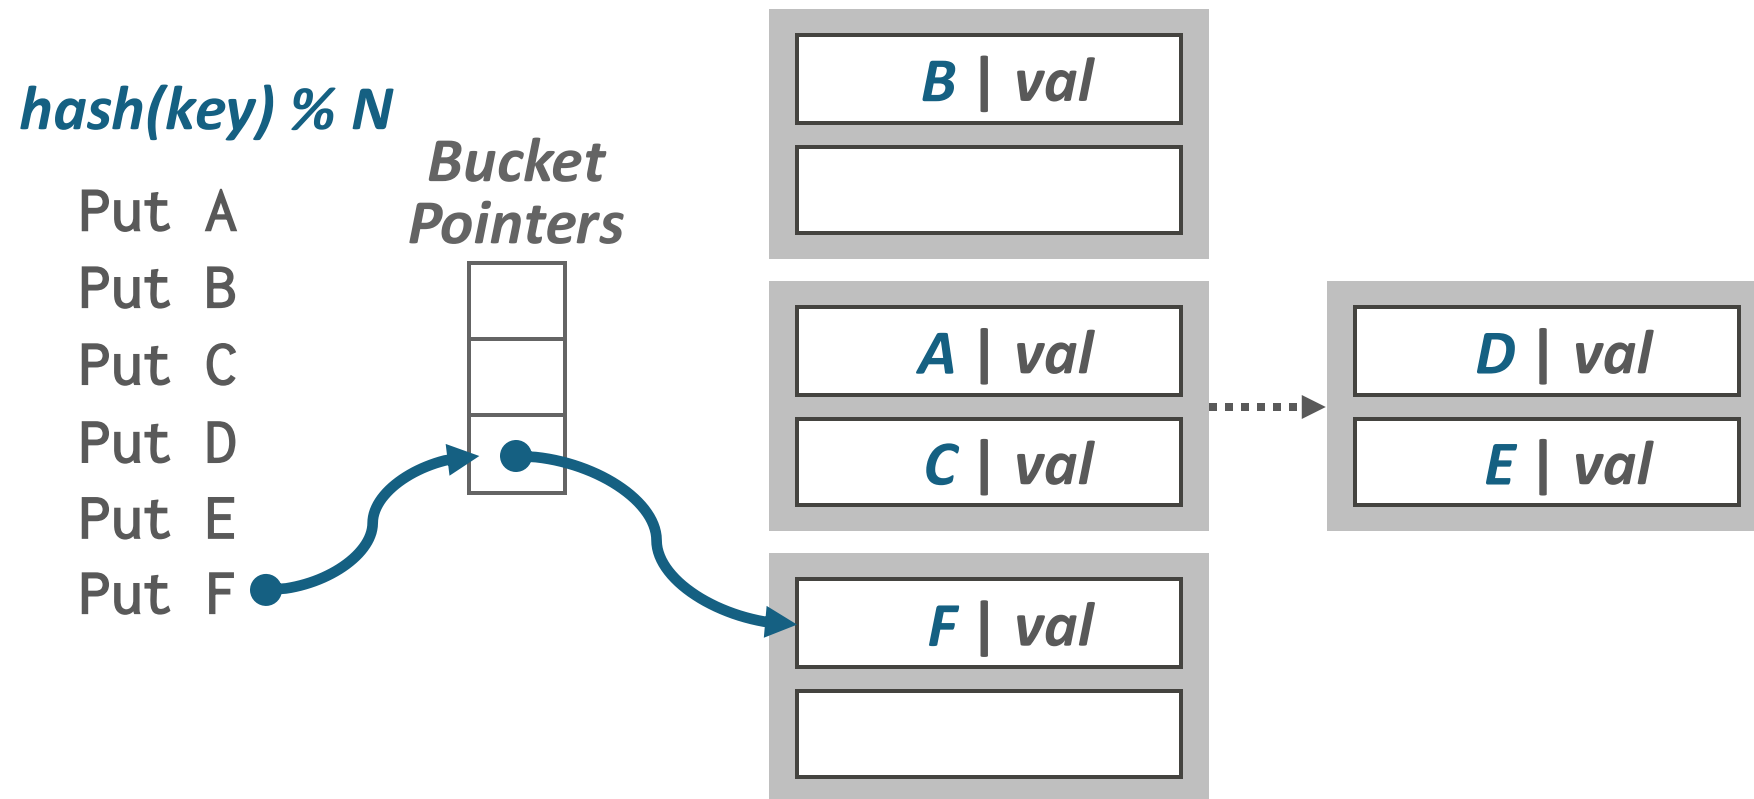 hash(key) % N
Put A
Put B
Put C
Put D
Put E
Put F
Bucket
Pointers
B | val
A | val
C | val
F | val
D | val
E | val